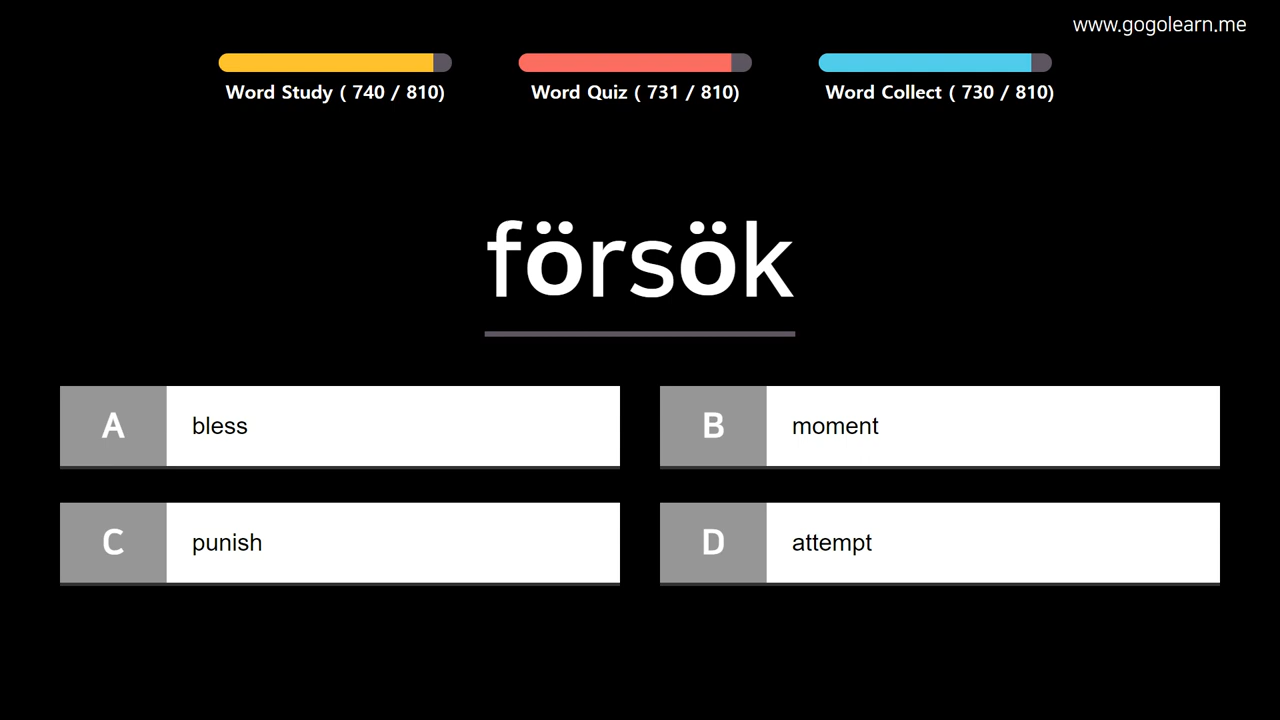 www.gogolearn.me
Word Study ( 740 / 810)
Word Quiz ( 731 / 810)
Word Collect ( 730 / 810)
försök
A bless
B moment
C punish
D attempt